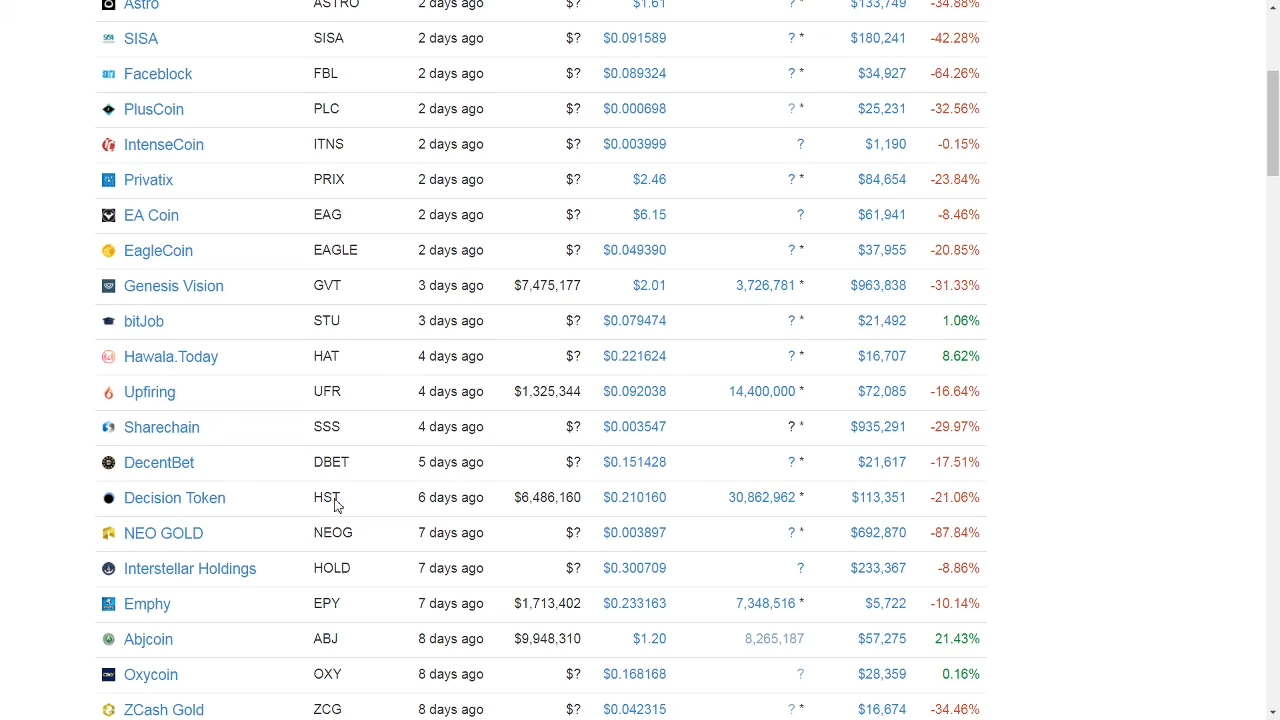 Astro ASTRO 2 days ago $? $1.61 ? * $133,749 -34.88%
SISA SISA 2 days ago $? $0.091589 ? * $180,241 -42.28%
Faceblock FBL 2 days ago $? $0.089324 ? * $34,927 -64.26%
PlusCoin PLC 2 days ago $? $0.000698 ? * $25,231 -32.56%
IntenseCoin ITNS 2 days ago $? $0.003999 ? $1,190 -0.15%
Privatix PRIX 2 days ago $? $2.46 ? * $84,654 -23.84%
EA Coin EAG 2 days ago $? $6.15 ? $61,941 -8.46%
EagleCoin EAGLE 2 days ago $? $0.049390 ? * $37,955 -20.85%
Genesis Vision GVT 3 days ago $7,475,177 $2.01 3,726,781 * $963,838 -31.33%
bitJob STU 3 days ago $? $0.079474 ? * $21,492 1.06%
Hawala.Today HAT 4 days ago $? $0.221624 ? * $16,707 8.62%
Upfiring UFR 4 days ago $1,325,344 $0.092038 14,400,000 * $72,085 -16.64%
Sharechain SSS 4 days ago $? $0.003547 ? * $935,291 -29.97%
DecentBet DBET 5 days ago $? $0.151428 ? * $21,617 -17.51%
Decision Token HST 6 days ago $6,486,160 $0.210160 30,862,962 * $113,351 -21.06%
NEO GOLD NEOG 7 days ago $? $0.003897 ? * $692,870 -87.84%
Interstellar Holdings HOLD 7 days ago $? $0.300709 ? $233,367 -8.86%
Emphy EPY 7 days ago $1,713,402 $0.233163 7,348,516 * $5,722 -10.14%
Abjcoin ABJ 8 days ago $9,948,310 $1.20 8,265,187 $57,275 21.43%
Oxycoin OXY 8 days ago $? $0.168168 ? $28,359 0.16%
ZCash Gold ZCG 8 days ago $? $0.042315 ? * $16,674 -34.46%